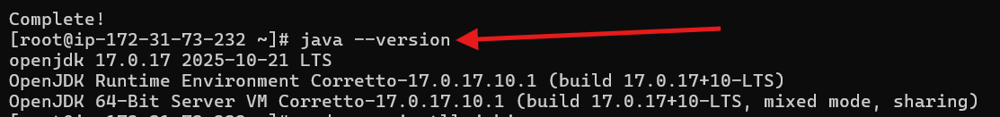 Complete!
[root@ip-172-31-73-232 ~]# java --version
openjdk 17.0.17 2025-10-21 LTS
OpenJDK Runtime Environment Corretto-17.0.17.10.1 (build 17.0.17+10-LTS)
OpenJDK 64-Bit Server VM Corretto-17.0.17.10.1 (build 17.0.17+10-LTS, mixed mode, sharing)